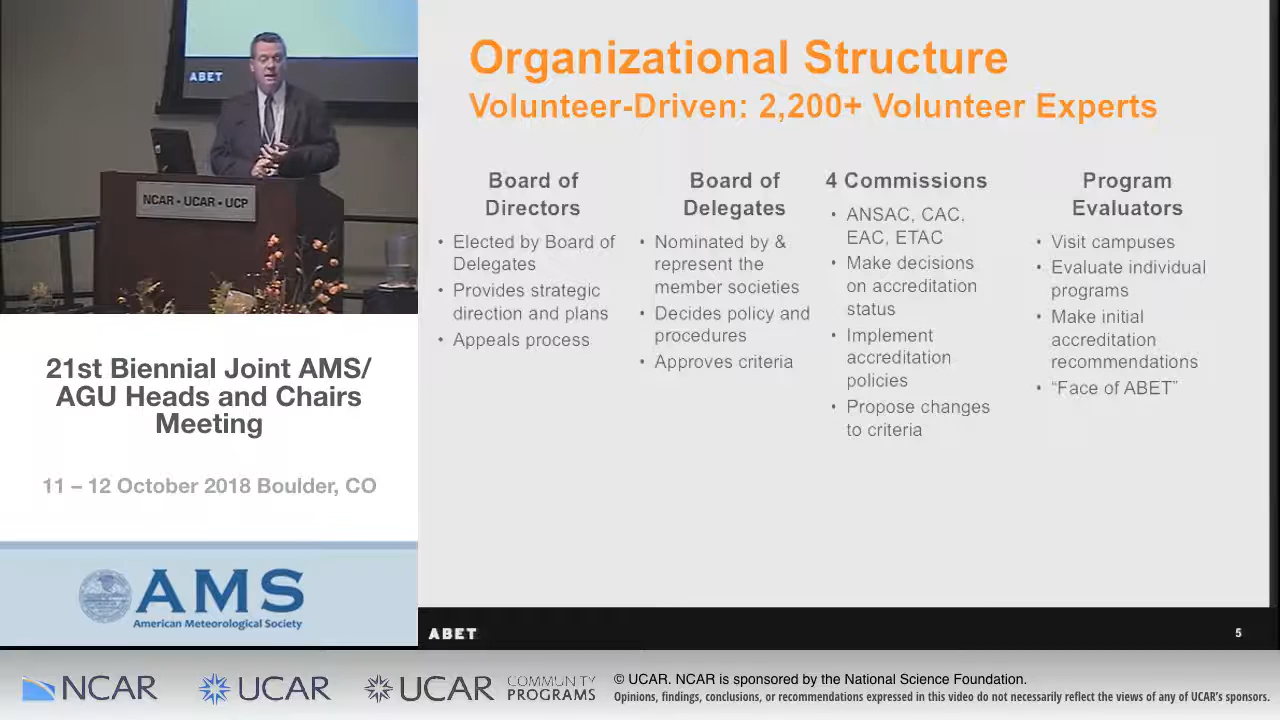 ABET
NCAR • UCAR • UCP
21st Biennial Joint AMS/
AGU Heads and Chairs
Meeting
11 – 12 October 2018 Boulder, CO
AMS
American Meteorological Society
Organizational Structure
Volunteer-Driven: 2,200+ Volunteer Experts
Board of
Directors
• Elected by Board of
Delegates
• Provides strategic
direction and plans
• Appeals process
Board of
Delegates
• Nominated by &
represent the
member societies
• Decides policy and
procedures
• Approves criteria
4 Commissions
• ANSAC, CAC,
EAC, ETAC
• Make decisions
on accreditation
status
• Implement
accreditation
policies
• Propose changes
to criteria
Program
Evaluators
• Visit campuses
• Evaluate individual
programs
• Make initial
accreditation
recommendations
• “Face of ABET”
ABET
5
NCAR
UCAR
UCAR
COMMUNITY
PROGRAMS
© UCAR. NCAR is sponsored by the National Science Foundation.
Opinions, findings, conclusions, or recommendations expressed in this video do not necessarily reflect the views of any of UCAR's sponsors.